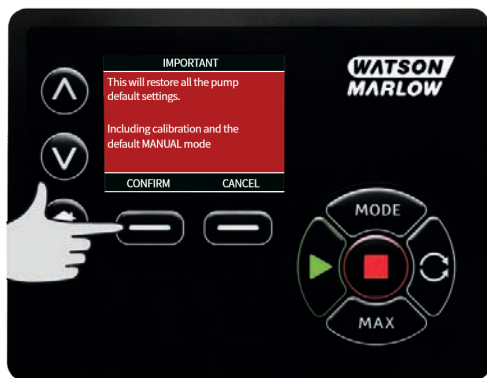 IMPORTANT
This will restore all the pump
default settings.
Including calibration and the
default MANUAL mode
CONFIRM CANCEL
WATSON
MARLOW
MODE
MAX